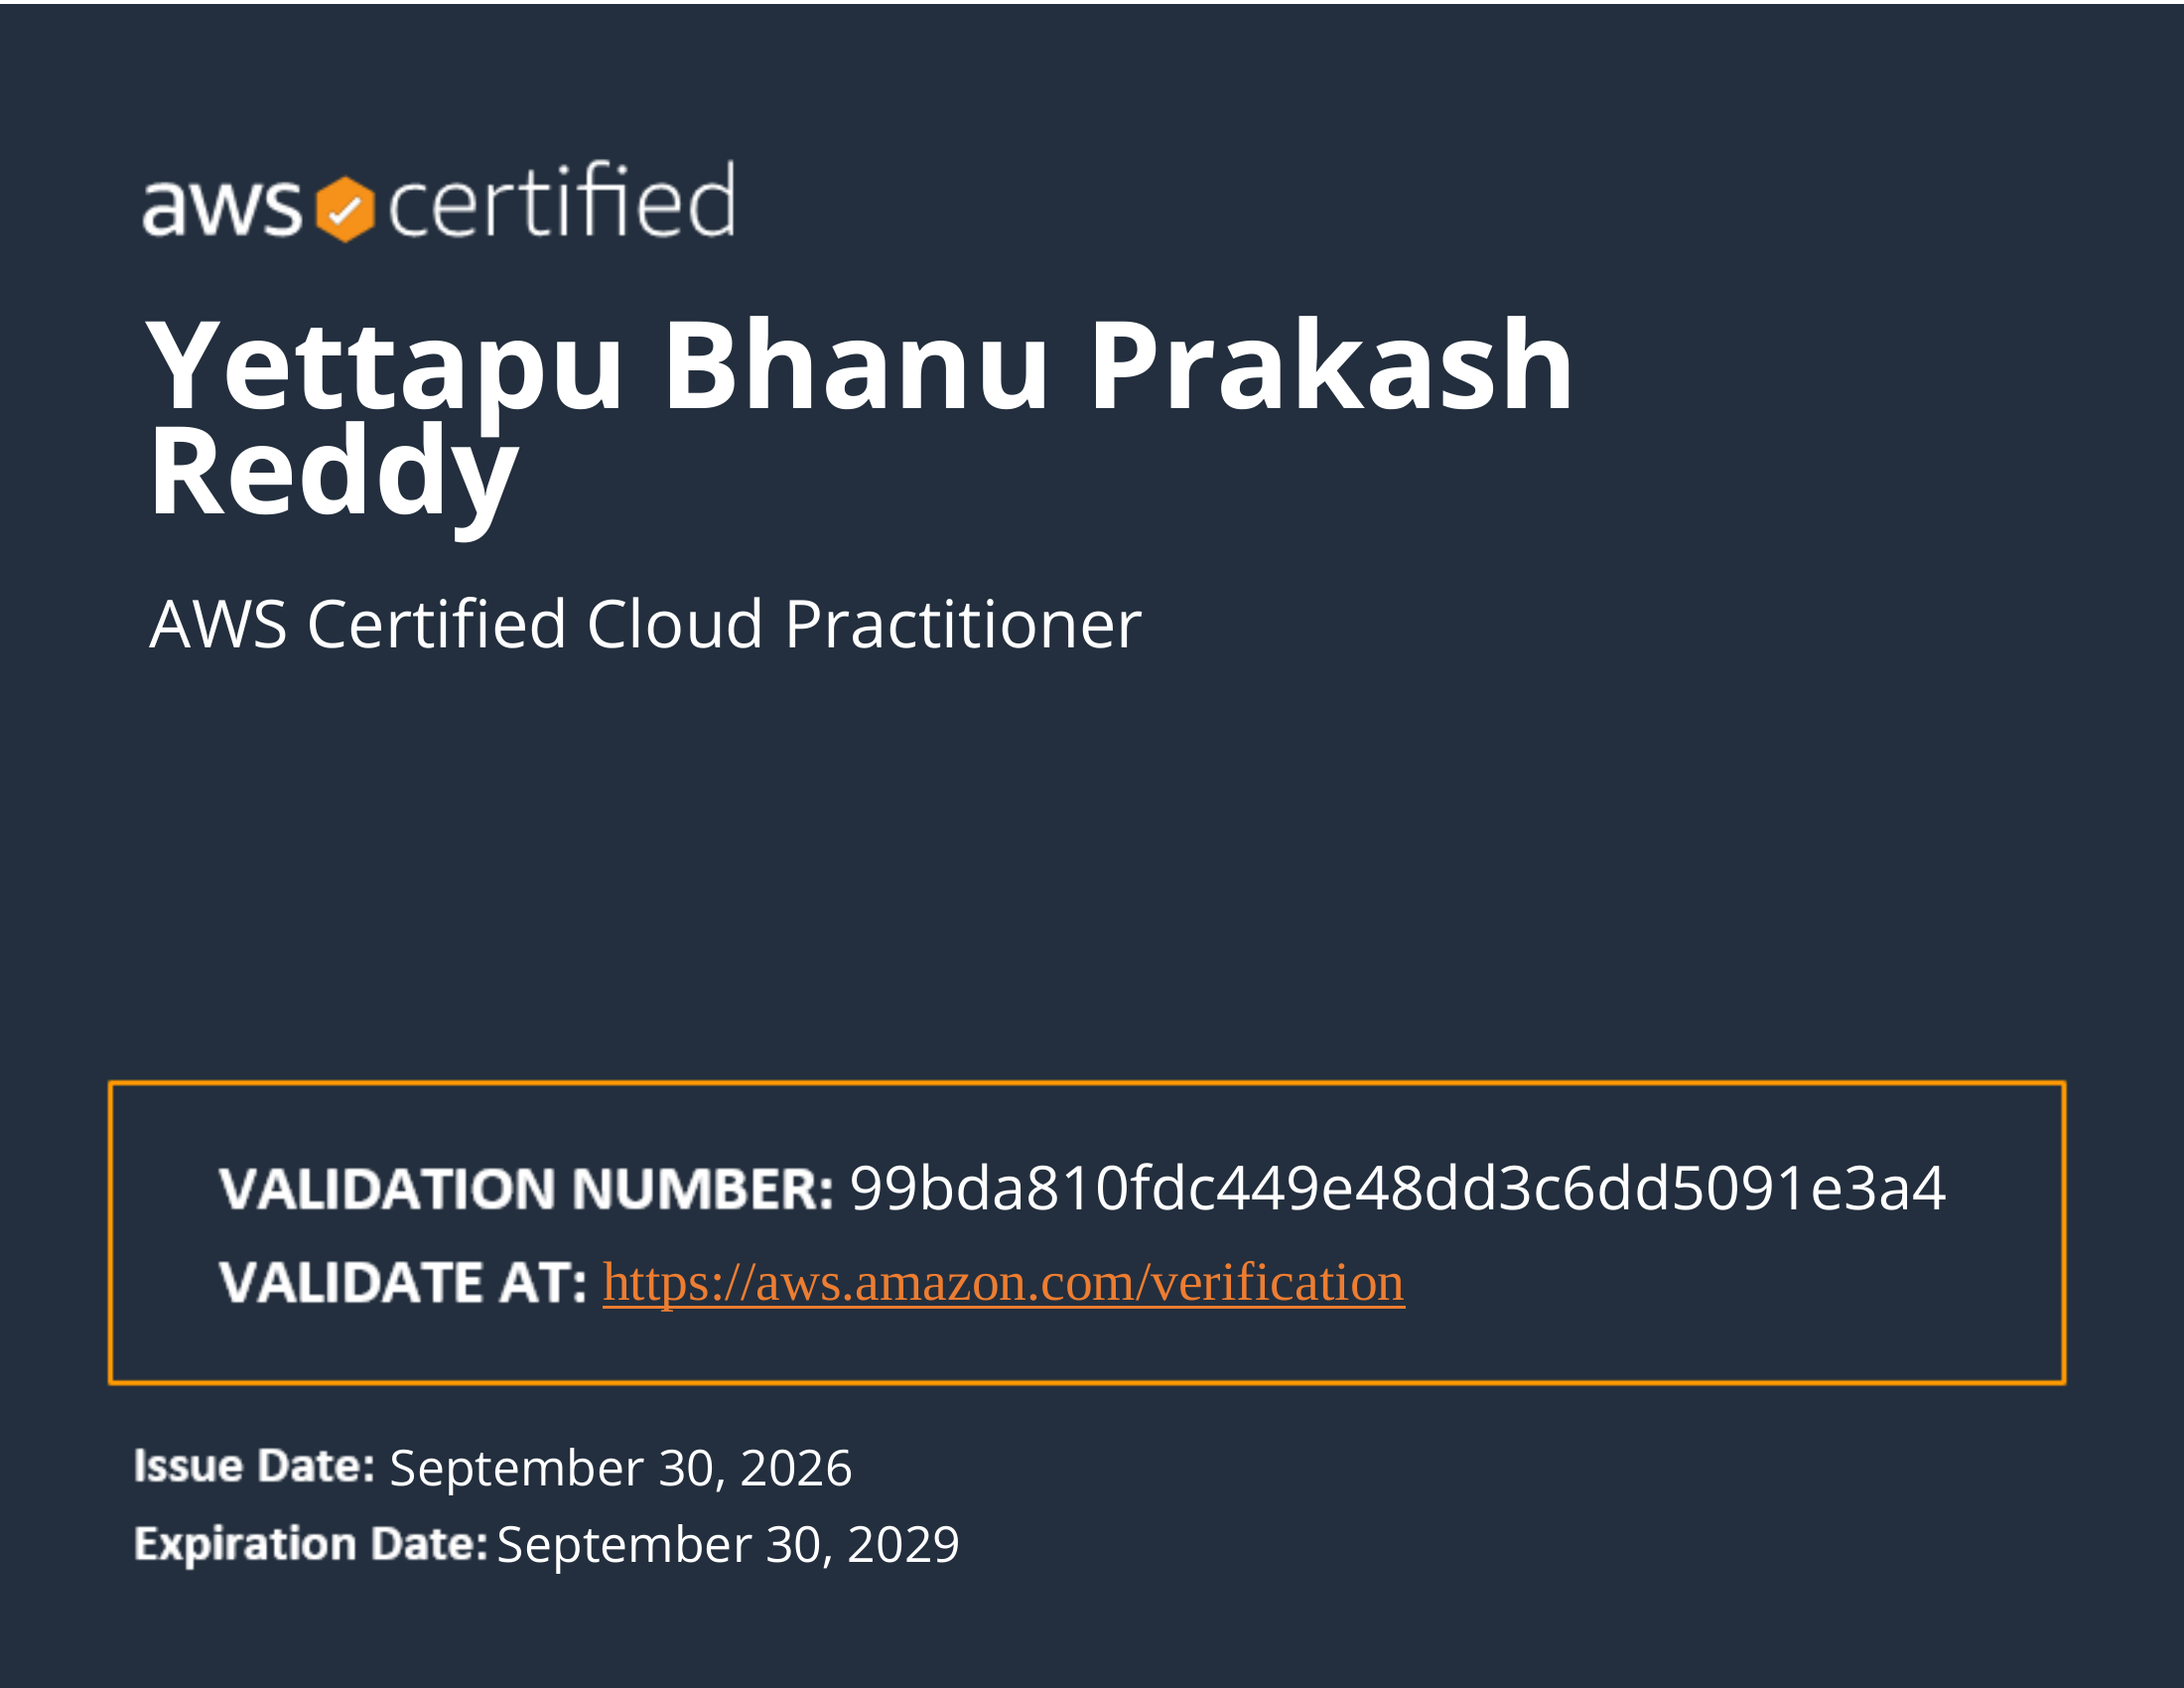 aws certified
Yettapu Bhanu Prakash
Reddy
AWS Certified Cloud Practitioner
VALIDATION NUMBER: 99bda810fdc449e48dd3c6dd5091e3a4
VALIDATE AT: https://aws.amazon.com/verification
Issue Date: September 30, 2026
Expiration Date: September 30, 2029